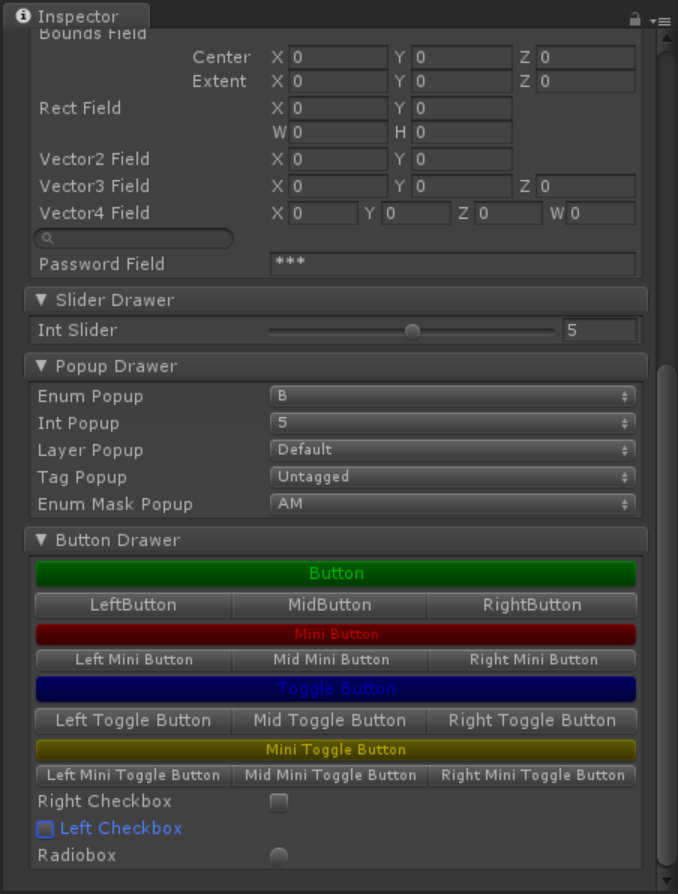 Inspector
Bounds Field
Center X 0 Y 0 Z 0
Extent X 0 Y 0 Z 0
Rect Field X 0 Y 0
W 0 H 0
Vector2 Field X 0 Y 0
Vector3 Field X 0 Y 0 Z 0
Vector4 Field X 0 Y 0 Z 0 W 0
Password Field ***
Slider Drawer
Int Slider 5
Popup Drawer
Enum Popup B
Int Popup 5
Layer Popup Default
Tag Popup Untagged
Enum Mask Popup AM
Button Drawer
Button
LeftButton MidButton RightButton
Mini Button
Left Mini Button Mid Mini Button Right Mini Button
Toggle Button
Left Toggle Button Mid Toggle Button Right Toggle Button
Mini Toggle Button
Left Mini Toggle Button Mid Mini Toggle Button Right Mini Toggle Button
Right Checkbox
Left Checkbox
Radiobox